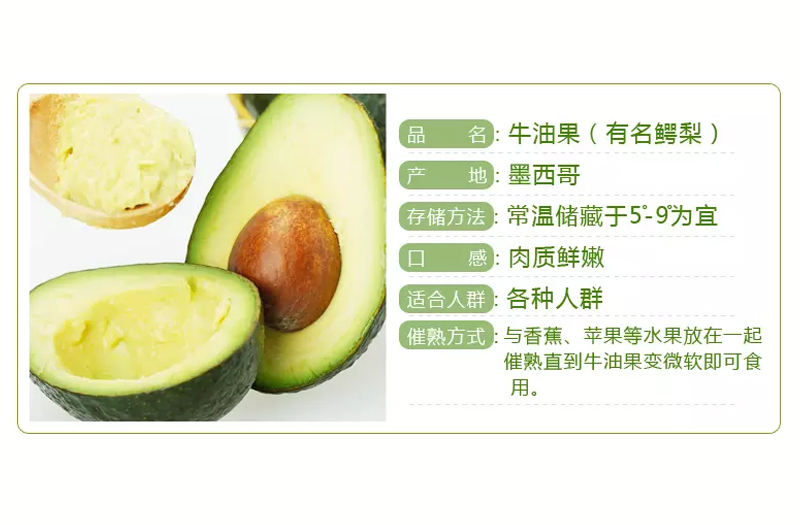 品 名：牛油果（有名鳄梨）
产 地：墨西哥
存储方法：常温储藏于5°-9°为宜
口 感：肉质鲜嫩
适合人群：各种人群
催熟方式：与香蕉、苹果等水果放在一起
催熟直到牛油果变微软即可食
用。